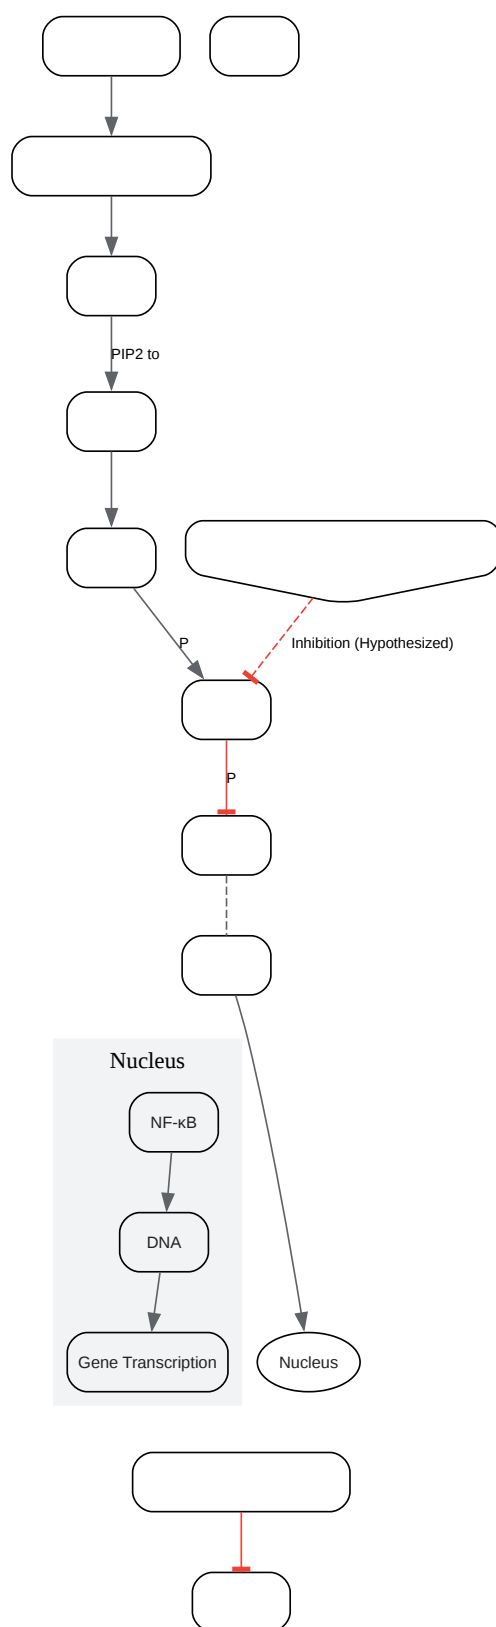 PIP2 to
P
Inhibition (Hypothesized)
P
Nucleus
NF-κB
DNA
Gene Transcription
Nucleus